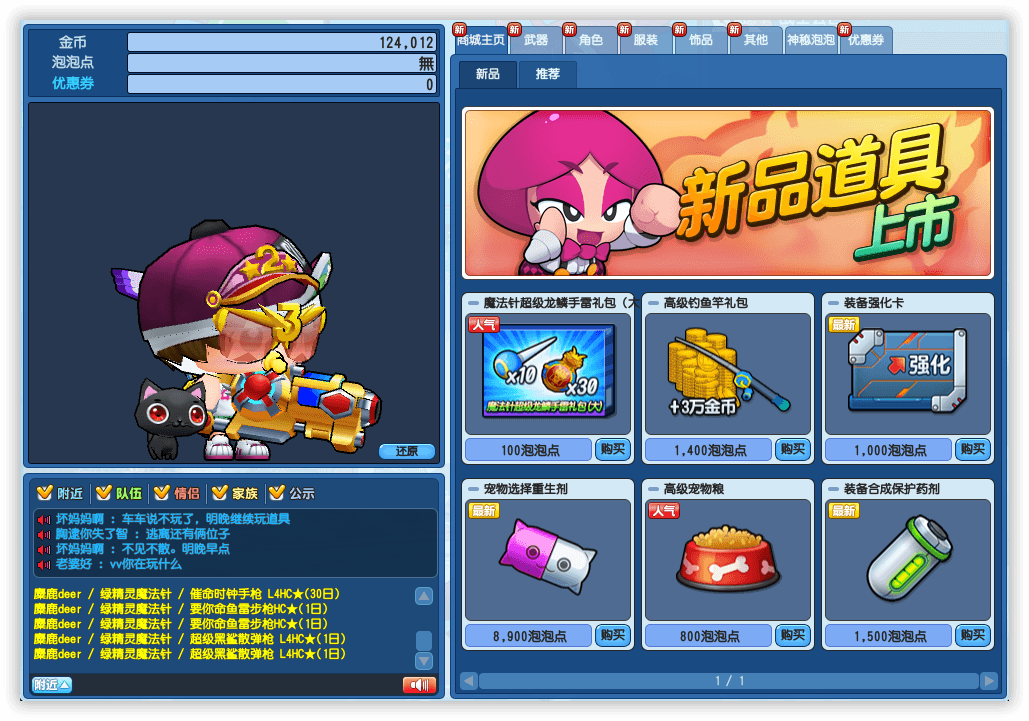 金币 124,012
泡泡点 無
优惠券 0
还原
新 商城主页 新 武器 新 角色 新 服装 新 饰品 新 其他 神秘泡泡 新 优惠券
新品 推荐
新品道具
上市
魔法针超级龙鳞手雷礼包（大
人气
x10 x30
魔法针超级龙鳞手雷礼包(大)
100泡泡点 购买
高级钓鱼竿礼包
+3万金币
1,400泡泡点 购买
装备强化卡
最新
强化
1,000泡泡点 购买
宠物选择重生剂
最新
8,900泡泡点 购买
高级宠物粮
人气
800泡泡点 购买
装备合成保护药剂
最新
1,500泡泡点 购买
1 / 1
附近 队伍 情侣 家族 公示
坏妈妈啊 : 车车说不玩了，明晚继续玩道具
胸逮你失了智 : 逃离还有俩位子
坏妈妈啊 : 不见不散。明晚早点
老婆好 : vv你在玩什么
麋鹿deer / 绿精灵魔法针 / 催命时钟手枪 L4HC★(30日)
麋鹿deer / 绿精灵魔法针 / 要你命鱼雷步枪HC★(1日)
麋鹿deer / 绿精灵魔法针 / 要你命鱼雷步枪HC★(1日)
麋鹿deer / 绿精灵魔法针 / 超级黑鲨散弹枪 L4HC★(1日)
麋鹿deer / 绿精灵魔法针 / 超级黑鲨散弹枪 L4HC★(1日)
附近